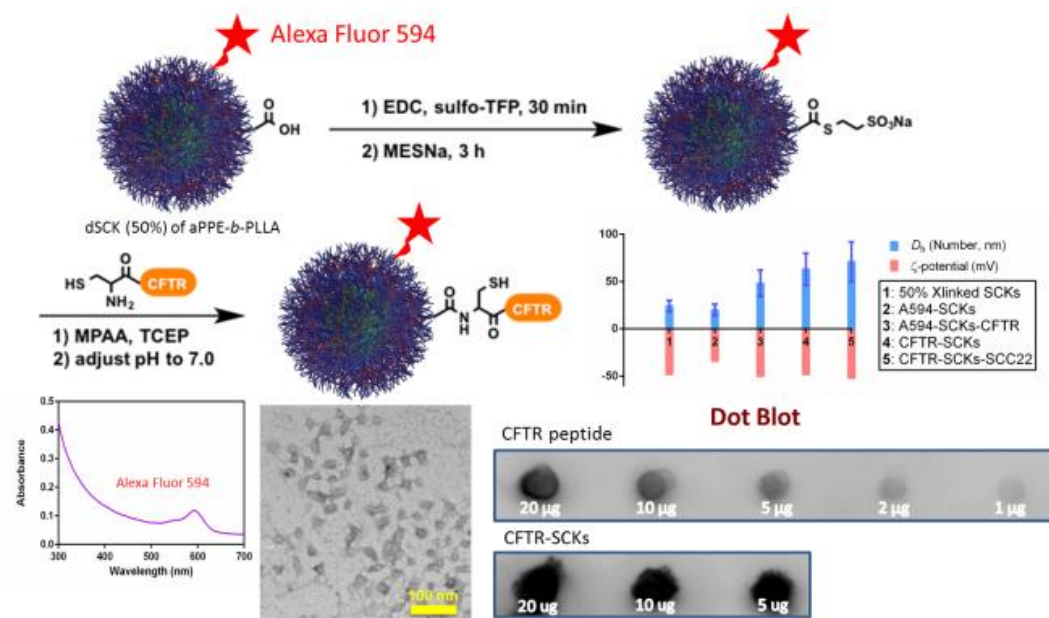 Alexa Fluor 594
O
OH
1) EDC, sulfo-TFP, 30 min
2) MESNa, 3 h
O
S
SO₃Na
dSCK (50%) of aPPE-b-PLLA
HS
O
NH₂
CFTR
1) MPAA, TCEP
2) adjust pH to 7.0
O
N
H
SH
O
CFTR
100
50
0
-50
1
2
3
4
5
Dₕ (Number, nm)
ζ-potential (mV)
1: 50% Xlinked SCKs
2: A594-SCKs
3: A594-SCKs-CFTR
4: CFTR-SCKs
5: CFTR-SCKs-SCC22
Absorbance
0.5
0.4
0.3
0.2
0.1
0.0
Alexa Fluor 594
300 400 500 600 700
Wavelength (nm)
100 nm
Dot Blot
CFTR peptide
20 µg 10 µg 5 µg 2 µg 1 µg
CFTR-SCKs
20 ug 10 ug 5 ug